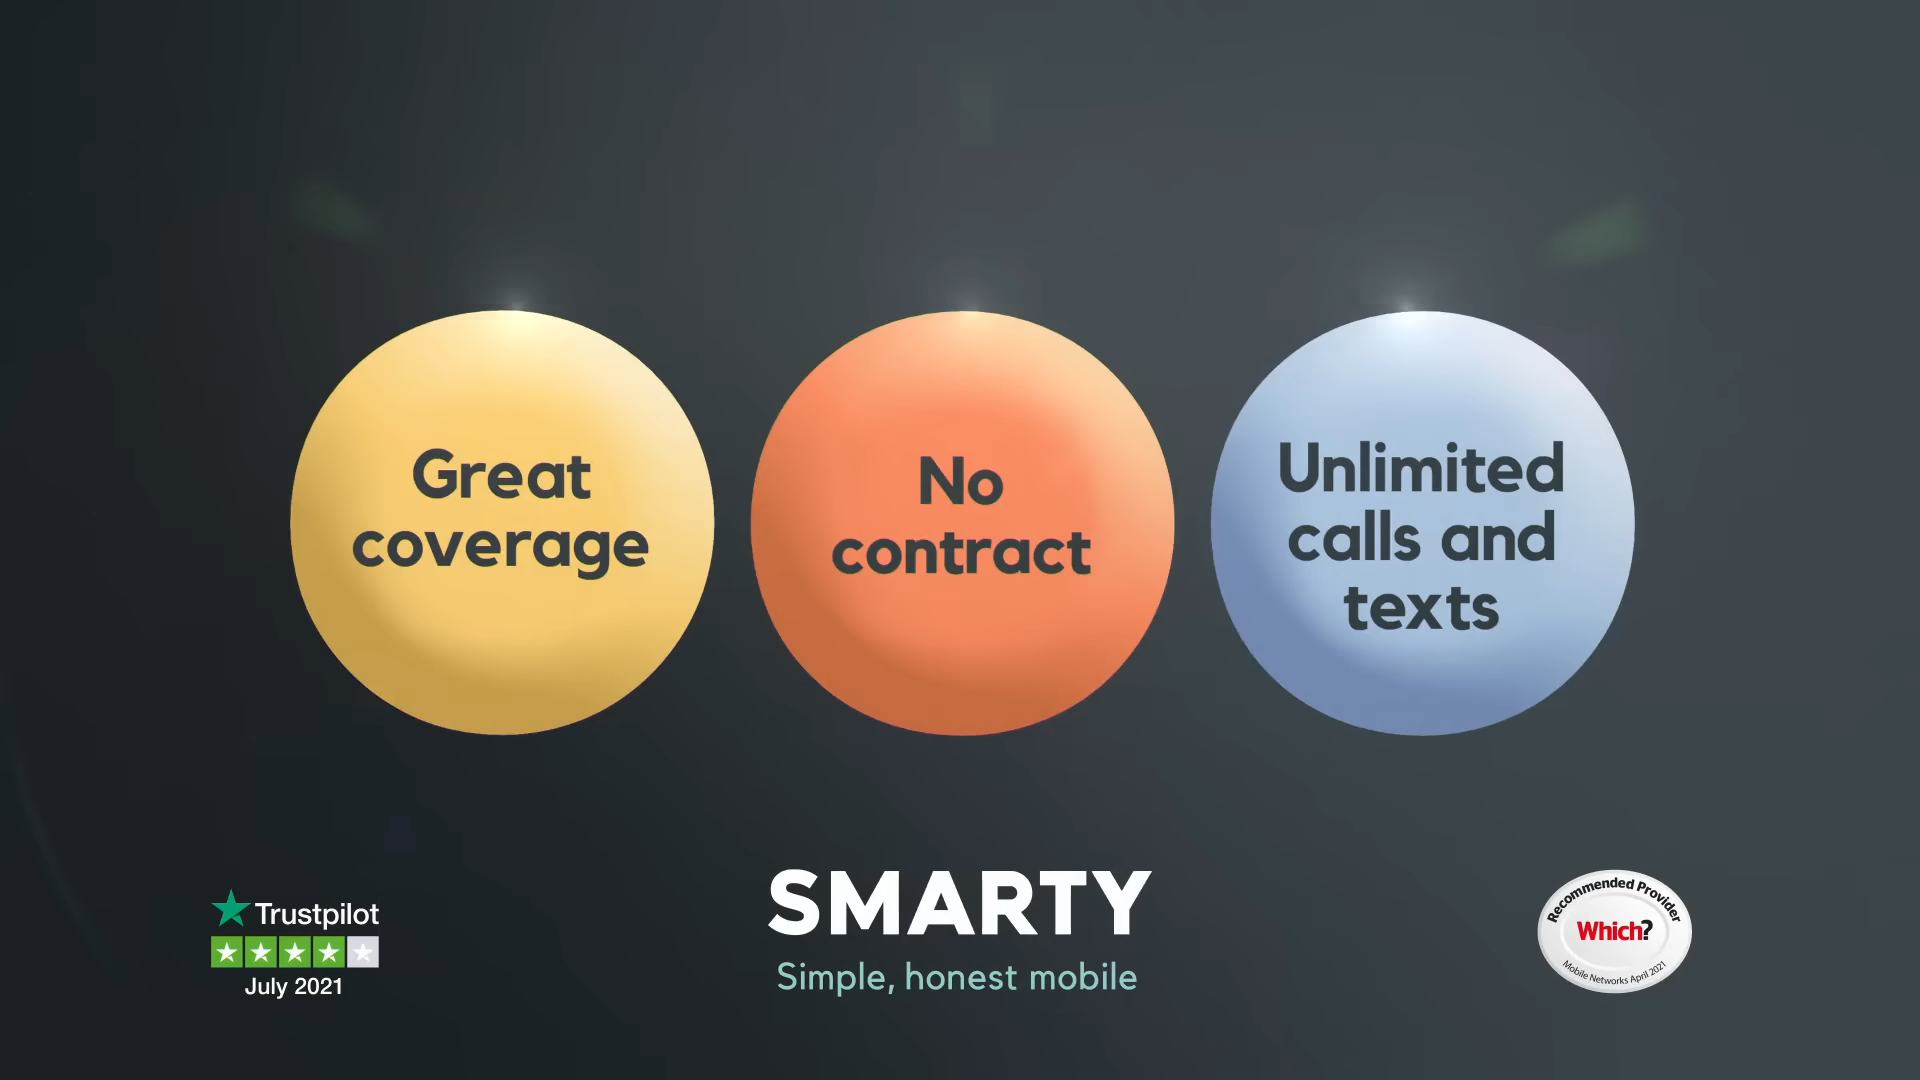 Great
coverage
No
contract
Unlimited
calls and
texts
Trustpilot
July 2021
SMARTY
Simple, honest mobile
Recommended Provider
Which?
Mobile Networks April 2021